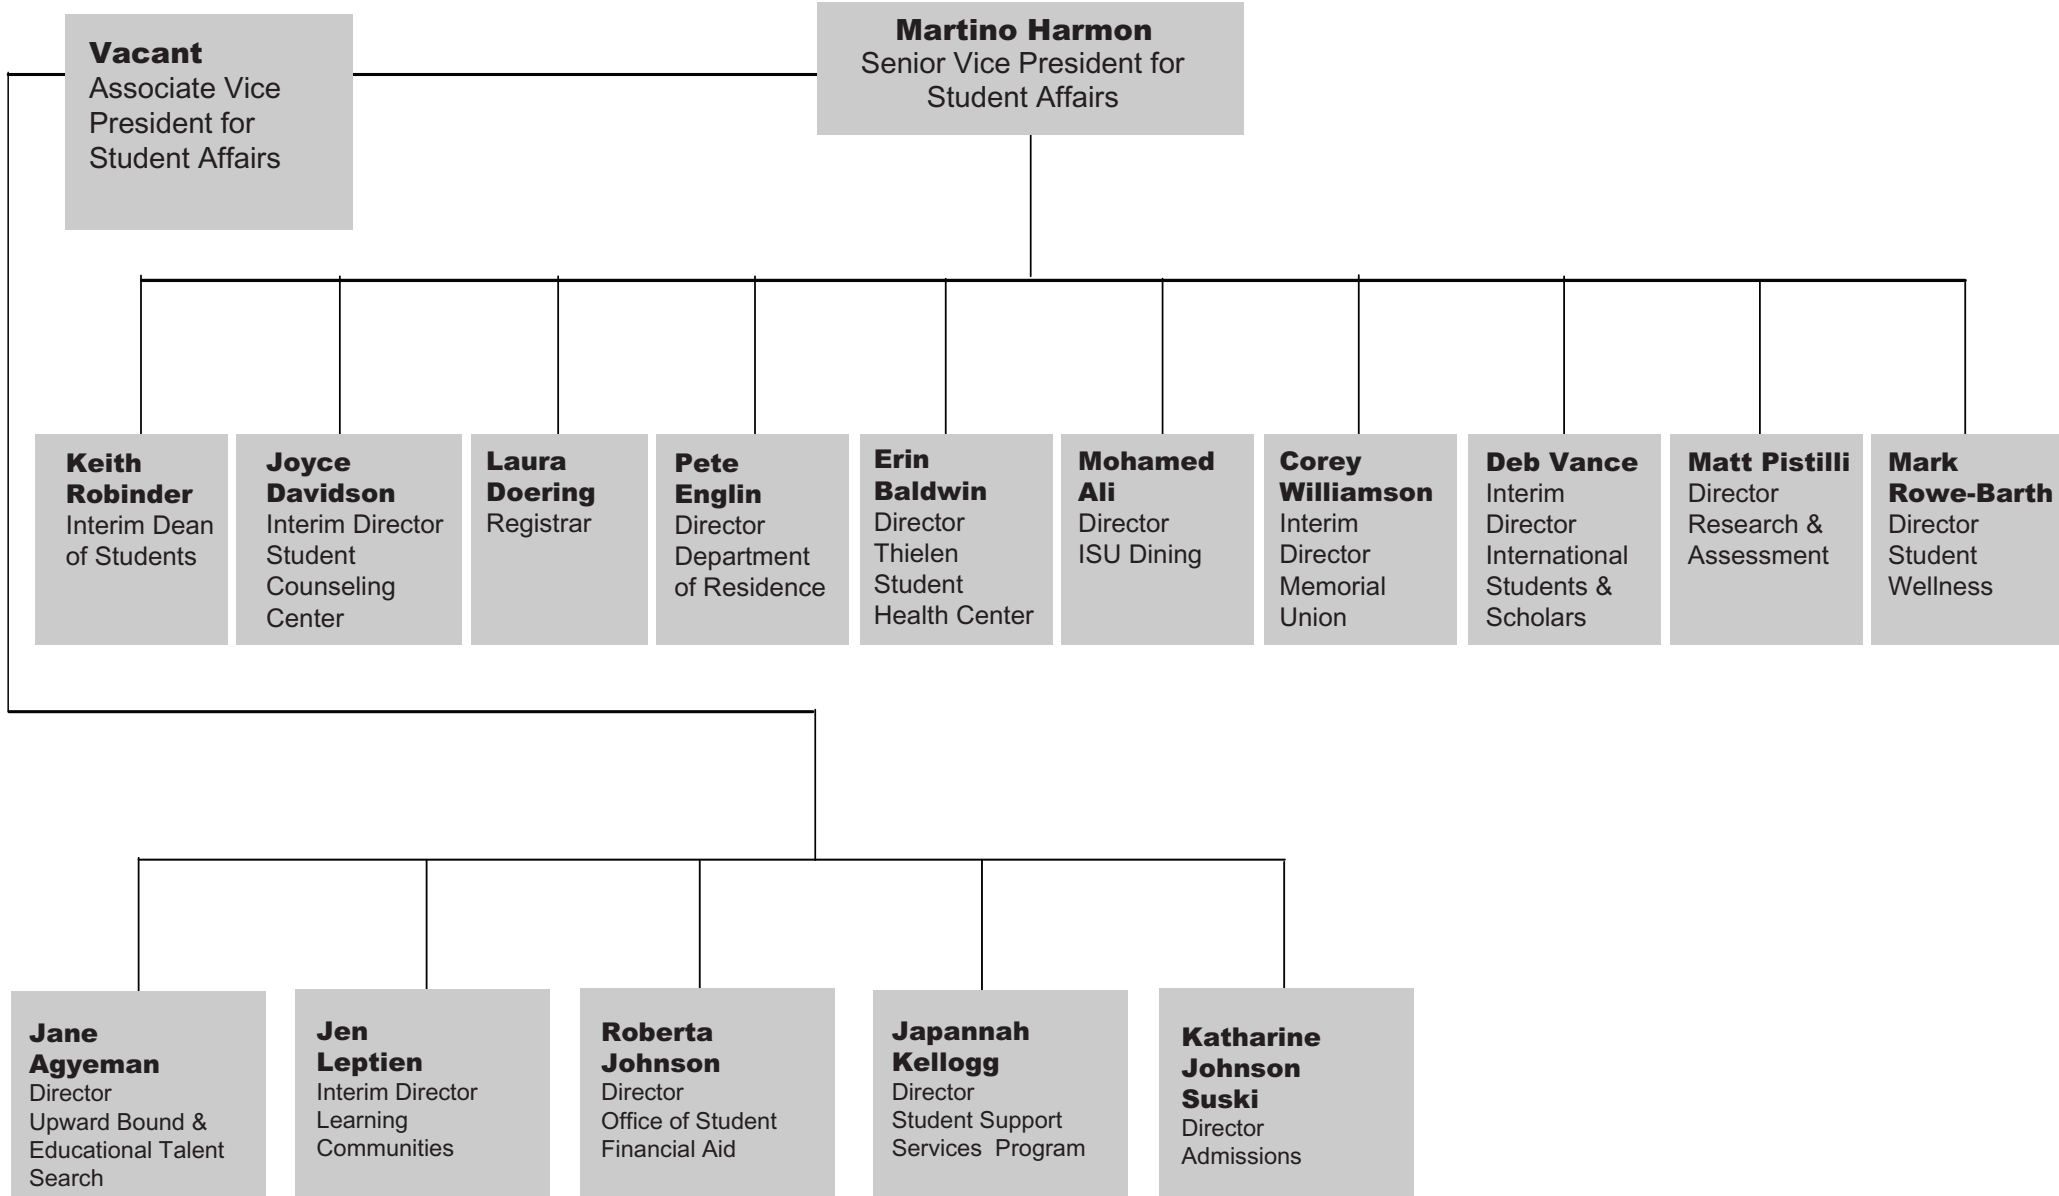 Vacant
Associate Vice
President for
Student Affairs
Martino Harmon
Senior Vice President for
Student Affairs
Keith
Robinder
Interim Dean
of Students
Joyce
Davidson
Interim Director
Student
Counseling
Center
Laura
Doering
Registrar
Pete
Englin
Director
Department
of Residence
Erin
Baldwin
Director
Thielen
Student
Health Center
Mohamed
Ali
Director
ISU Dining
Corey
Williamson
Interim
Director
Memorial
Union
Deb Vance
Interim
Director
International
Students &
Scholars
Matt Pistilli
Director
Research &
Assessment
Mark
Rowe-Barth
Director
Student
Wellness
Jane
Agyeman
Director
Upward Bound &
Educational Talent
Search
Jen
Leptien
Interim Director
Learning
Communities
Roberta
Johnson
Director
Office of Student
Financial Aid
Japannah
Kellogg
Director
Student Support
Services Program
Katharine
Johnson
Suski
Director
Admissions